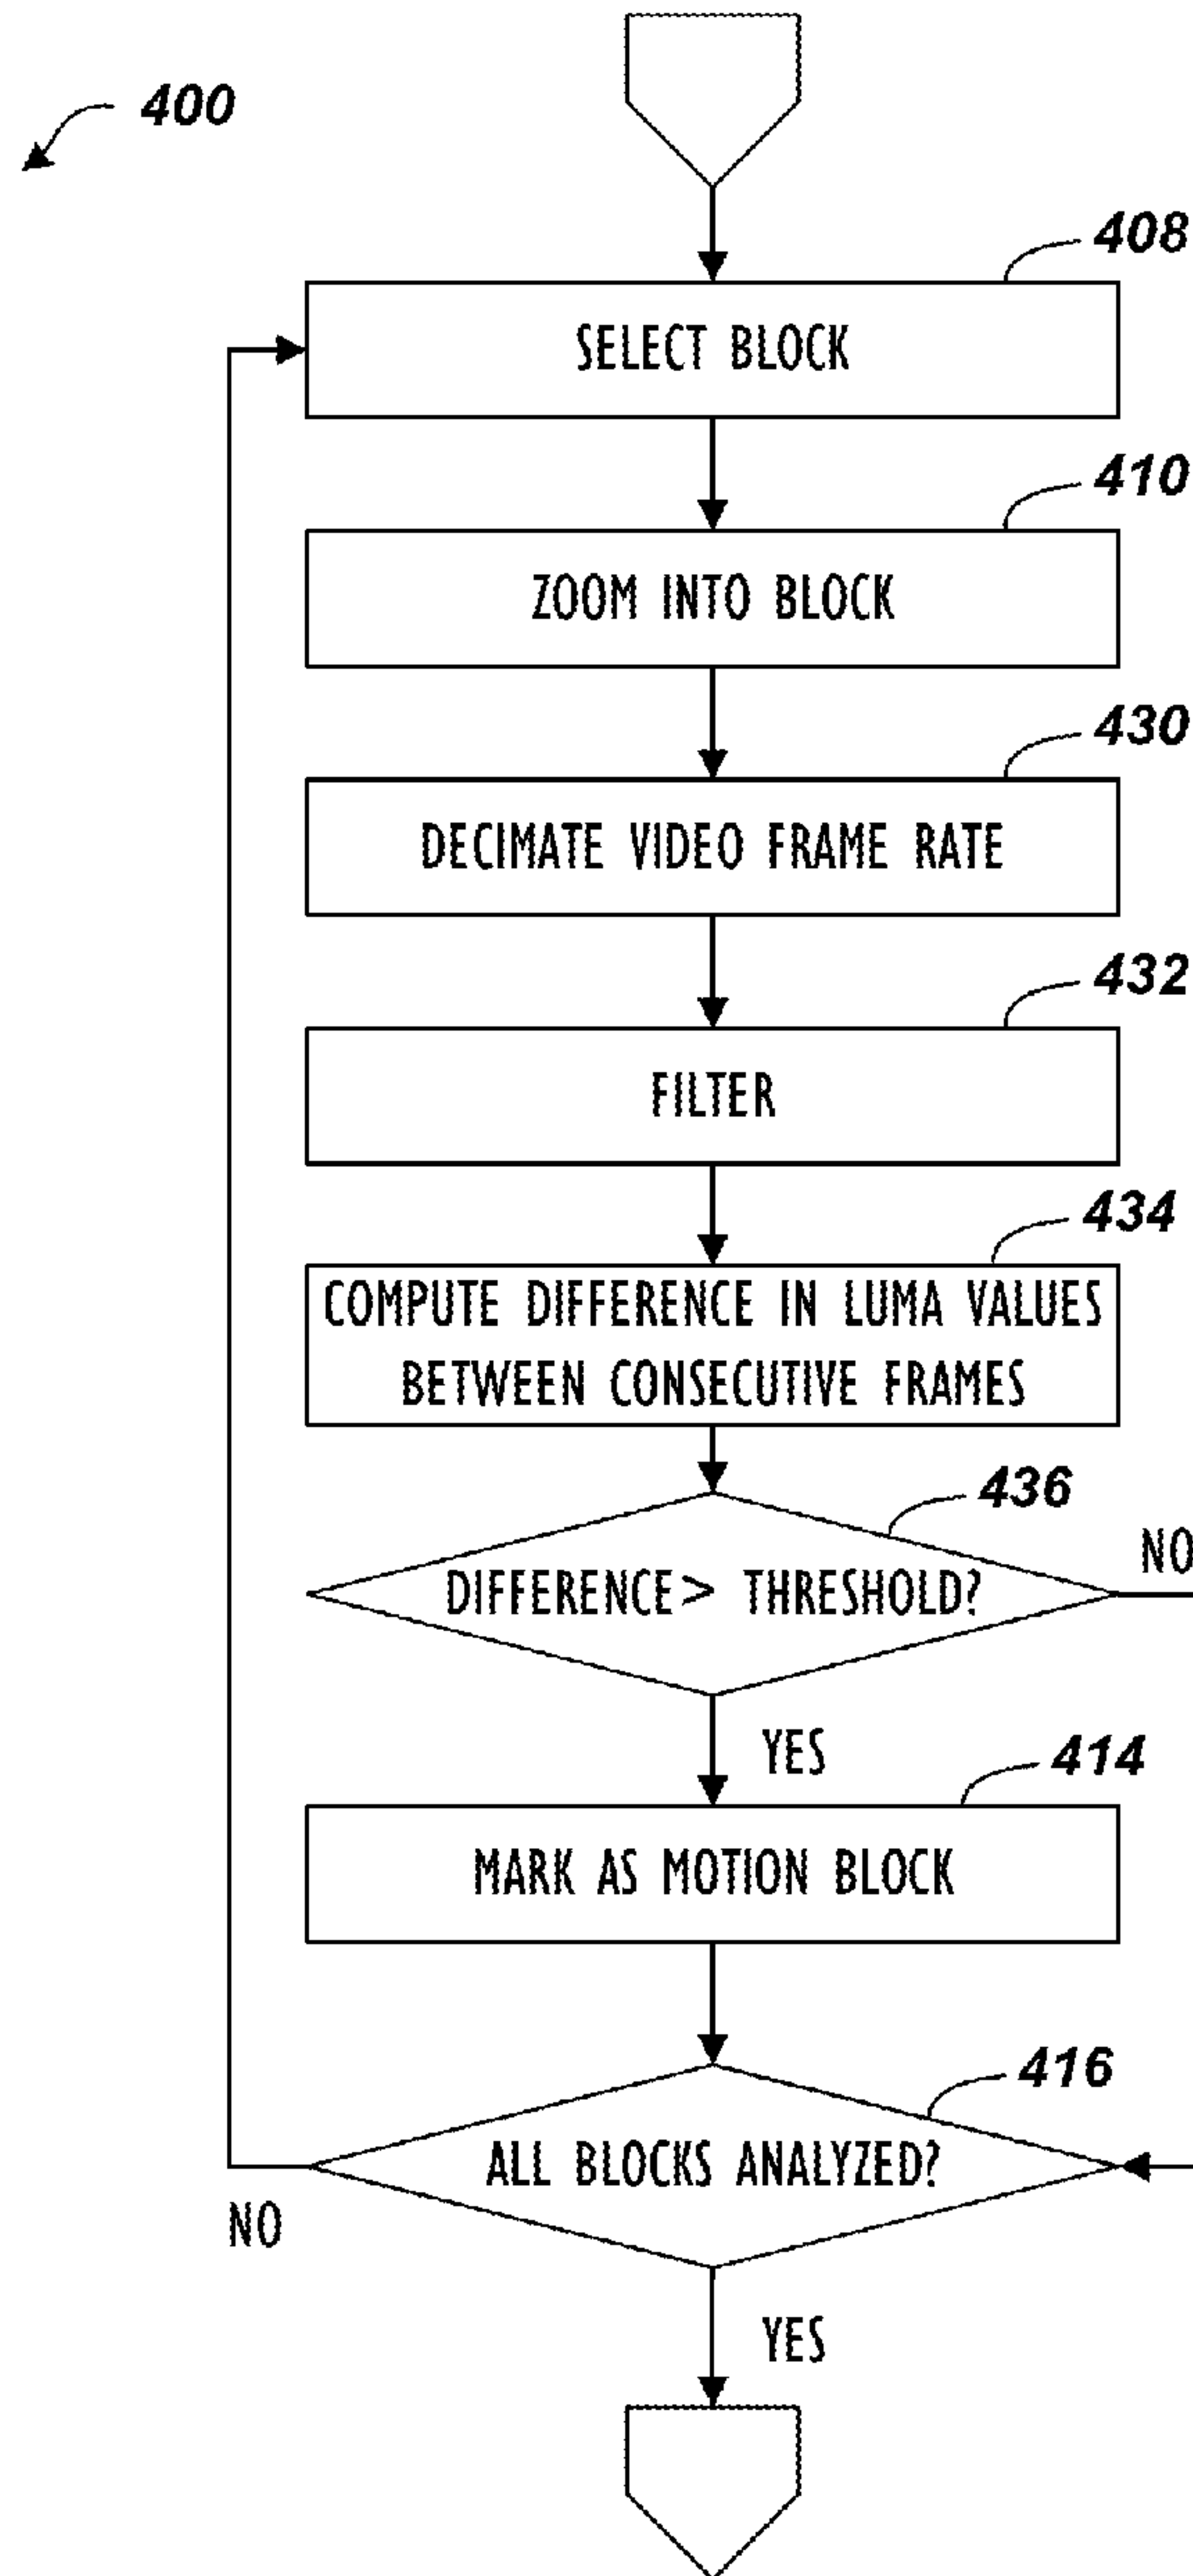 400
408
SELECT BLOCK
410
ZOOM INTO BLOCK
430
DECIMATE VIDEO FRAME RATE
432
FILTER
434
COMPUTE DIFFERENCE IN LUMA VALUES
BETWEEN CONSECUTIVE FRAMES
436
NO
DIFFERENCE> THRESHOLD?
YES
414
MARK AS MOTION BLOCK
416
ALL BLOCKS ANALYZED?
NO
YES